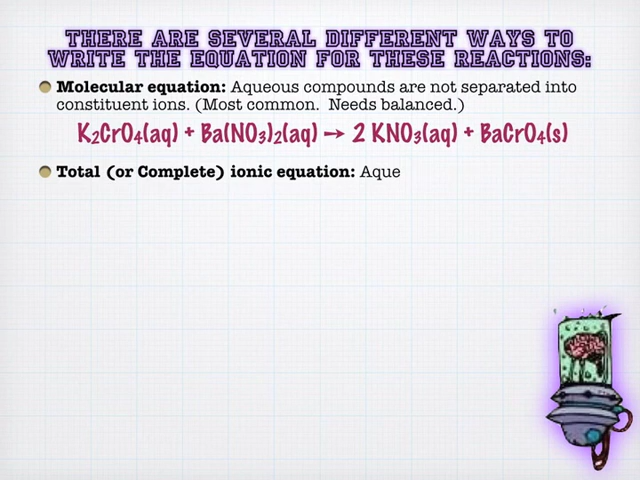 THERE ARE SEVERAL DIFFERENT WAYS TO
WRITE THE EQUATION FOR THESE REACTIONS:
Molecular equation: Aqueous compounds are not separated into
constituent ions. (Most common. Needs balanced.)
K₂CrO₄(aq) + Ba(NO₃)₂(aq) → 2 KNO₃(aq) + BaCrO₄(s)
Total (or Complete) ionic equation: Aque